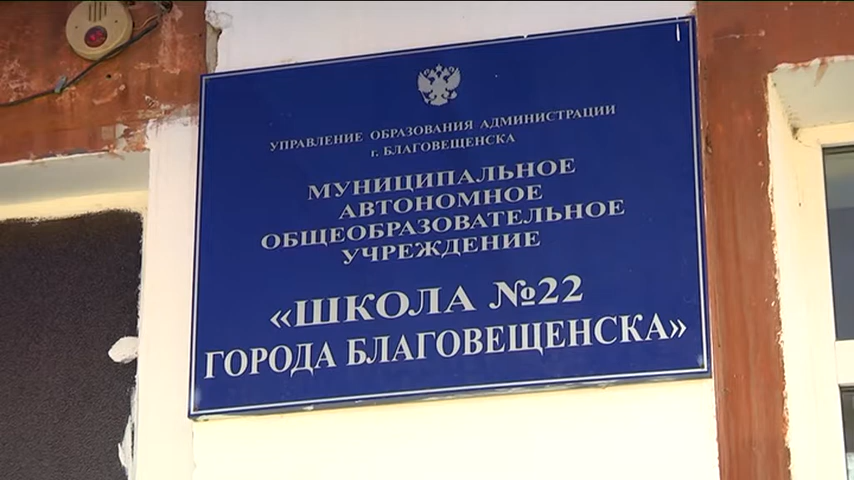 УПРАВЛЕНИЕ ОБРАЗОВАНИЯ АДМИНИСТРАЦИИ
г. БЛАГОВЕЩЕНСКА
МУНИЦИПАЛЬНОЕ
АВТОНОМНОЕ
ОБЩЕОБРАЗОВАТЕЛЬНОЕ
УЧРЕЖДЕНИЕ
«ШКОЛА №22
ГОРОДА БЛАГОВЕЩЕНСКА»